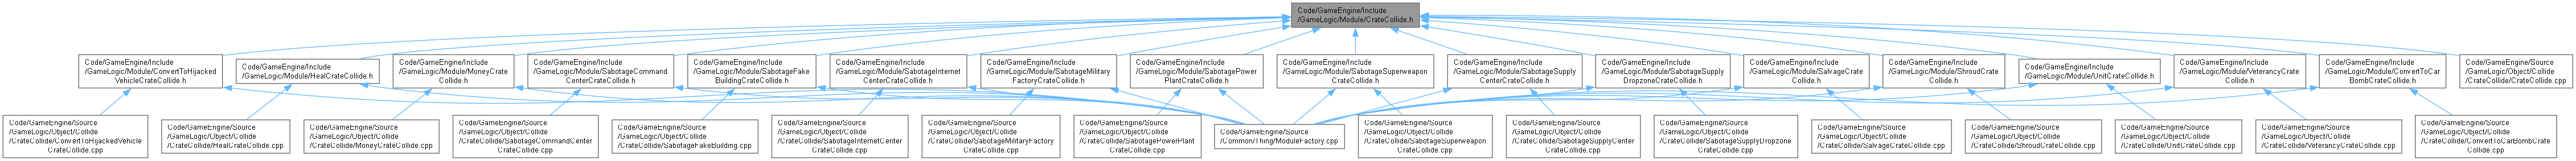 Code/GameEngine/Include
/GameLogic/Module/CrateCollide.h
Code/GameEngine/Include
/GameLogic/Module/ConvertToHijacked
VehicleCrateCollide.h
Code/GameEngine/Include
/GameLogic/Module/HealCrateCollide.h
Code/GameEngine/Include
/GameLogic/Module/MoneyCrate
Collide.h
Code/GameEngine/Include
/GameLogic/Module/SabotageCommand
CenterCrateCollide.h
Code/GameEngine/Include
/GameLogic/Module/SabotageFake
BuildingCrateCollide.h
Code/GameEngine/Include
/GameLogic/Module/SabotageInternet
CenterCrateCollide.h
Code/GameEngine/Include
/GameLogic/Module/SabotageMilitary
FactoryCrateCollide.h
Code/GameEngine/Include
/GameLogic/Module/SabotagePower
PlantCrateCollide.h
Code/GameEngine/Include
/GameLogic/Module/SabotageSuperweapon
CrateCollide.h
Code/GameEngine/Include
/GameLogic/Module/SabotageSupply
CenterCrateCollide.h
Code/GameEngine/Include
/GameLogic/Module/SabotageSupply
DropzoneCrateCollide.h
Code/GameEngine/Include
/GameLogic/Module/SalvageCrate
Collide.h
Code/GameEngine/Include
/GameLogic/Module/ShroudCrate
Collide.h
Code/GameEngine/Include
/GameLogic/Module/UnitCrateCollide.h
Code/GameEngine/Include
/GameLogic/Module/VeterancyCrate
Collide.h
Code/GameEngine/Include
/GameLogic/Module/ConvertToCar
BombCrateCollide.h
Code/GameEngine/Source
/GameLogic/Object/Collide
/CrateCollide/CrateCollide.cpp
Code/GameEngine/Source
/GameLogic/Object/Collide
/CrateCollide/ConvertToHijackedVehicle
CrateCollide.cpp
Code/GameEngine/Source
/GameLogic/Object/Collide
/CrateCollide/HealCrateCollide.cpp
Code/GameEngine/Source
/GameLogic/Object/Collide
/CrateCollide/MoneyCrateCollide.cpp
Code/GameEngine/Source
/GameLogic/Object/Collide
/CrateCollide/SabotageCommandCenter
CrateCollide.cpp
Code/GameEngine/Source
/GameLogic/Object/Collide
/CrateCollide/SabotageFakeBuilding.cpp
Code/GameEngine/Source
/GameLogic/Object/Collide
/CrateCollide/SabotageInternetCenter
CrateCollide.cpp
Code/GameEngine/Source
/GameLogic/Object/Collide
/CrateCollide/SabotageMilitaryFactory
CrateCollide.cpp
Code/GameEngine/Source
/GameLogic/Object/Collide
/CrateCollide/SabotagePowerPlant
CrateCollide.cpp
Code/GameEngine/Source
/Common/Thing/ModuleFactory.cpp
Code/GameEngine/Source
/GameLogic/Object/Collide
/CrateCollide/SabotageSuperweapon
CrateCollide.cpp
Code/GameEngine/Source
/GameLogic/Object/Collide
/CrateCollide/SabotageSupplyCenter
CrateCollide.cpp
Code/GameEngine/Source
/GameLogic/Object/Collide
/CrateCollide/SabotageSupplyDropzone
CrateCollide.cpp
Code/GameEngine/Source
/GameLogic/Object/Collide
/CrateCollide/SalvageCrateCollide.cpp
Code/GameEngine/Source
/GameLogic/Object/Collide
/CrateCollide/ShroudCrateCollide.cpp
Code/GameEngine/Source
/GameLogic/Object/Collide
/CrateCollide/UnitCrateCollide.cpp
Code/GameEngine/Source
/GameLogic/Object/Collide
/CrateCollide/VeterancyCrateCollide.cpp
Code/GameEngine/Source
/GameLogic/Object/Collide
/CrateCollide/ConvertToCarBombCrate
Collide.cpp